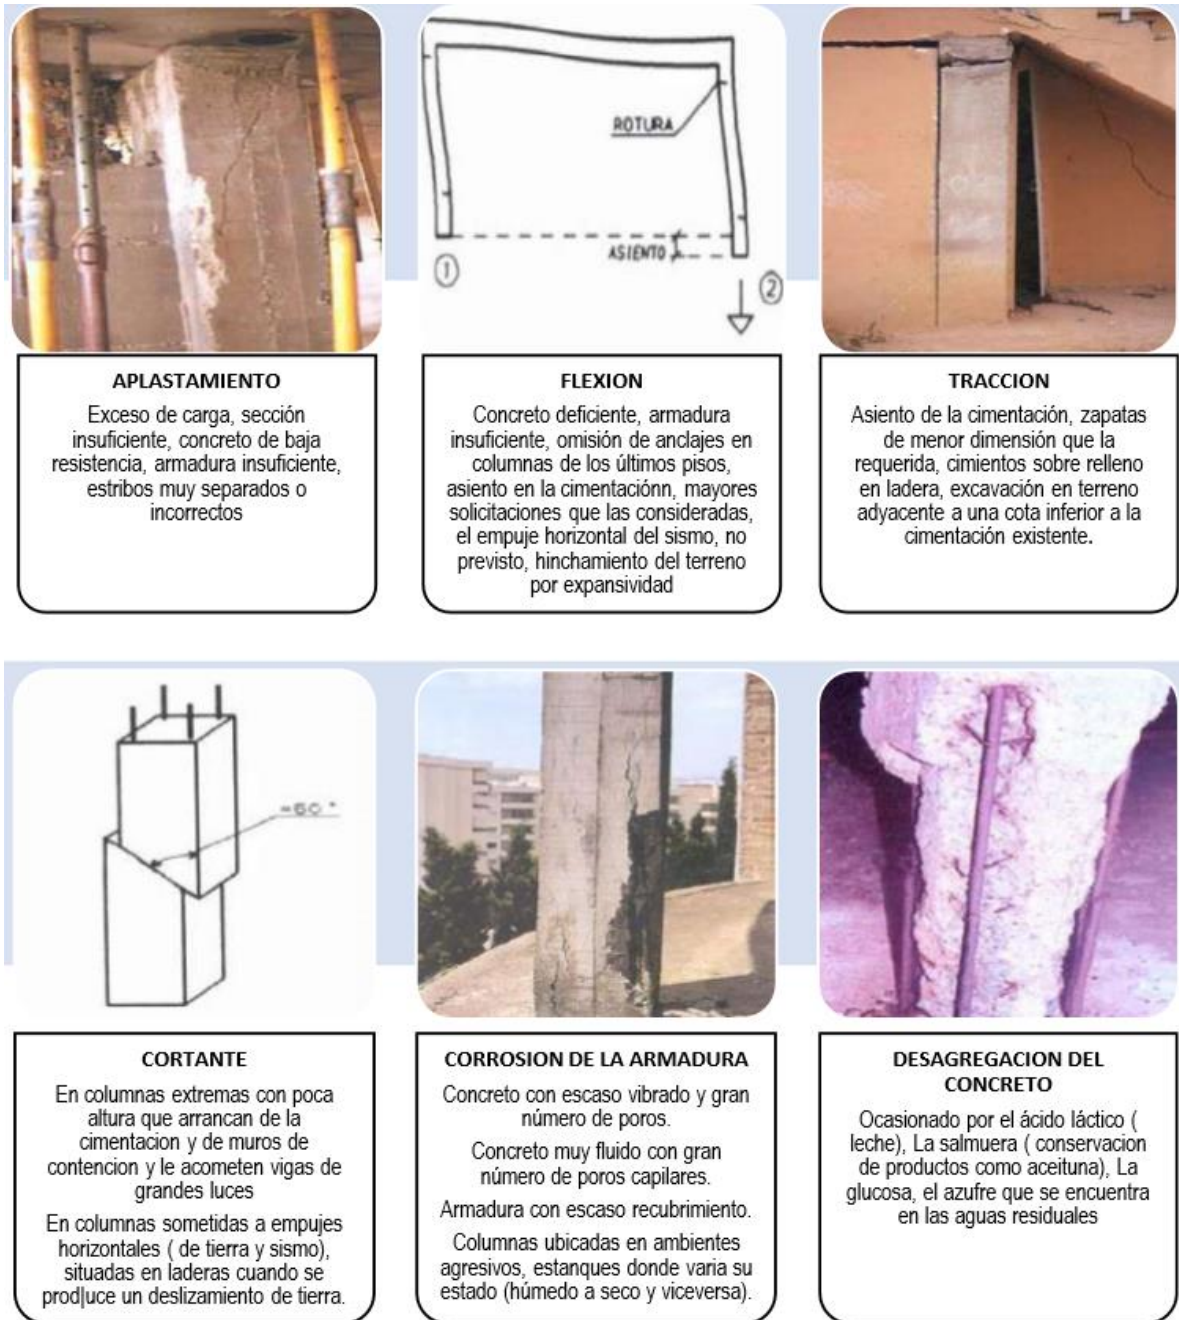 ROTURA
ASIENTO
1
2
APLASTAMIENTO
Exceso de carga, sección
insuficiente, concreto de baja
resistencia, armadura insuficiente,
estribos muy separados o
incorrectos
FLEXION
Concreto deficiente, armadura
insuficiente, omisión de anclajes en
columnas de los últimos pisos,
asiento en la cimentaciónn, mayores
solicitaciones que las consideradas,
el empuje horizontal del sismo, no
previsto, hinchamiento del terreno
por expansividad
TRACCION
Asiento de la cimentación, zapatas
de menor dimensión que la
requerida, cimientos sobre relleno
en ladera, excavación en terreno
adyacente a una cota inferior a la
cimentación existente.
≈60°
CORTANTE
En columnas extremas con poca
altura que arrancan de la
cimentacion y de muros de
contencion y le acometen vigas de
grandes luces
En columnas sometidas a empujes
horizontales ( de tierra y sismo),
situadas en laderas cuando se
prod|uce un deslizamiento de tierra.
CORROSION DE LA ARMADURA
Concreto con escaso vibrado y gran
número de poros.
Concreto muy fluido con gran
número de poros capilares.
Armadura con escaso recubrimiento.
Columnas ubicadas en ambientes
agresivos, estanques donde varia su
estado (húmedo a seco y viceversa).
DESAGREGACION DEL
CONCRETO
Ocasionado por el ácido láctico (
leche), La salmuera ( conservacion
de productos como aceituna), La
glucosa, el azufre que se encuentra
en las aguas residuales